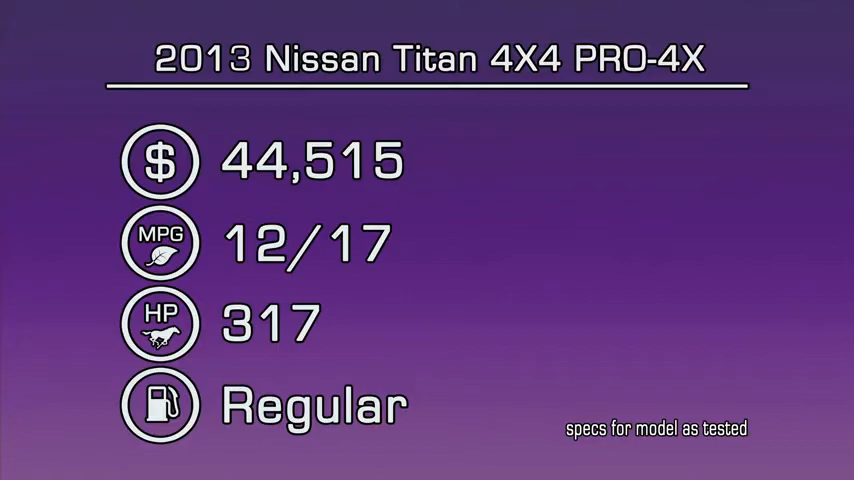 2013 Nissan Titan 4X4 PRO-4X
$ 44,515
MPG 12/17
HP 317
Regular
specs for model as tested